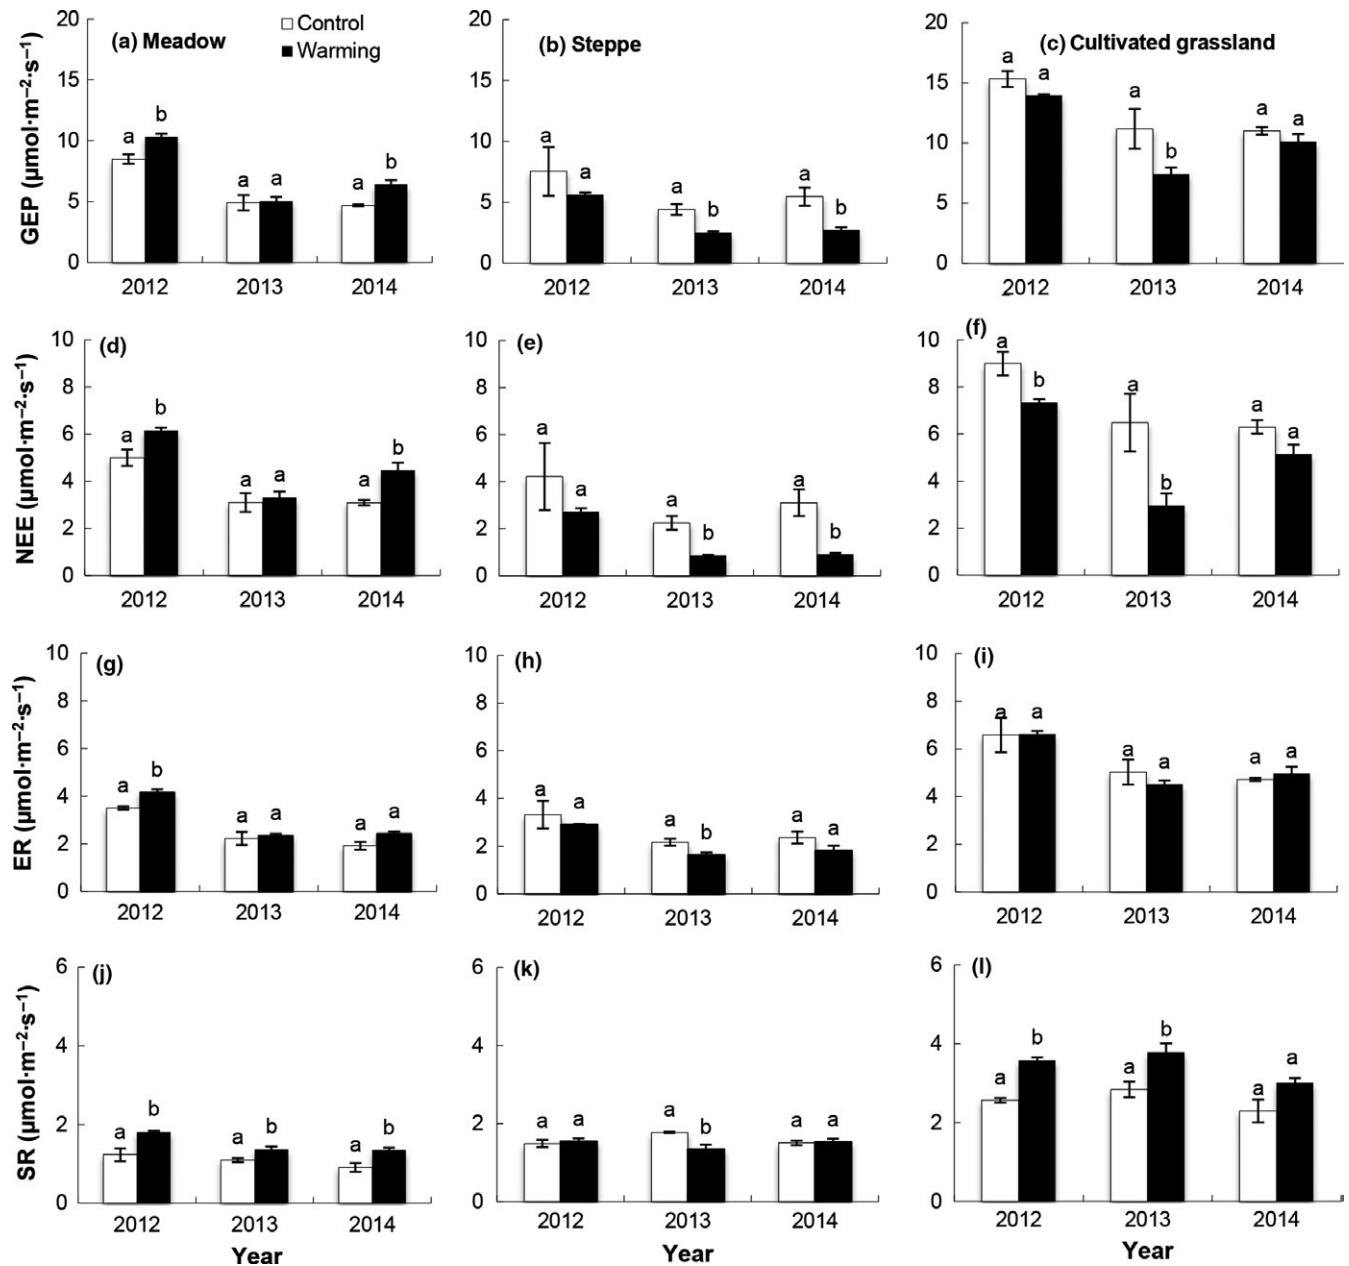 (a) Meadow
Control
Warming
GEP (µmol·m⁻²·s⁻¹)
20
15
10
5
0
a b a a a b
2012 2013 2014
(b) Steppe
20
15
10
5
0
a a a b a b
2012 2013 2014
(c) Cultivated grassland
20
15
10
5
0
a a a b a a
2012 2013 2014
(d)
NEE (µmol·m⁻²·s⁻¹)
10
8
6
4
2
0
a b a a a b
2012 2013 2014
(e)
10
8
6
4
2
0
a a a b a b
2012 2013 2014
(f)
10
8
6
4
2
0
a b a b a a
2012 2013 2014
(g)
ER (µmol·m⁻²·s⁻¹)
10
8
6
4
2
0
a b a a a a
2012 2013 2014
(h)
10
8
6
4
2
0
a a a b a a
2012 2013 2014
(i)
10
8
6
4
2
0
a a a a a a
2012 2013 2014
(j)
SR (µmol·m⁻²·s⁻¹)
6
4
2
0
a b a b a b
2012 2013 2014
Year
(k)
6
4
2
0
a a a b a a
2012 2013 2014
Year
(l)
6
4
2
0
a b a b a a
2012 2013 2014
Year